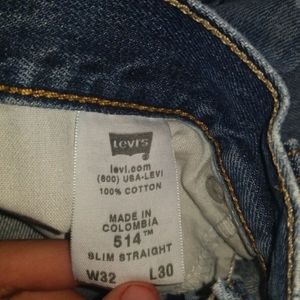 Levi's
levi.com
(800) USA-LEVI
100% COTTON
MADE IN
COLOMBIA
514™
SLIM STRAIGHT
W32 L30